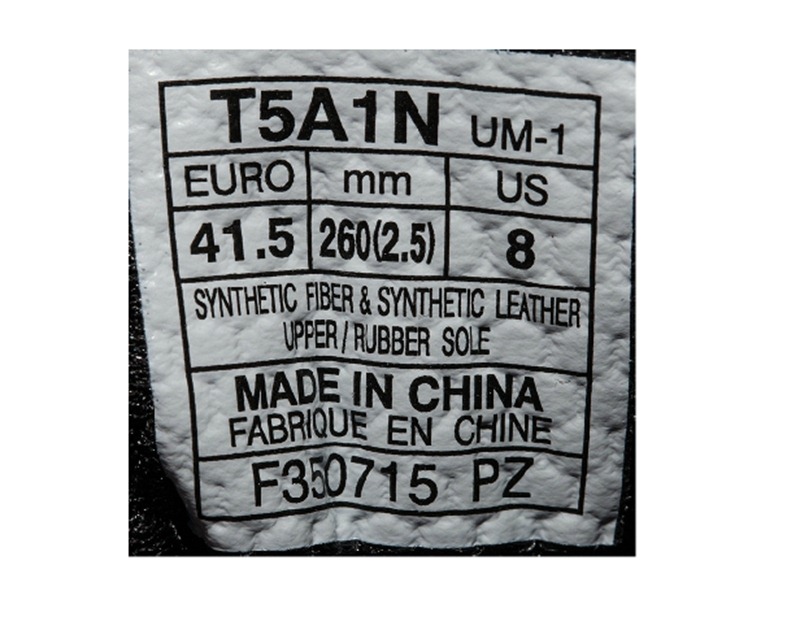 T5A1N UM-1
EURO mm US
41.5 260(2.5) 8
SYNTHETIC FIBER & SYNTHETIC LEATHER
UPPER / RUBBER SOLE
MADE IN CHINA
FABRIQUE EN CHINE
F350715 PZ